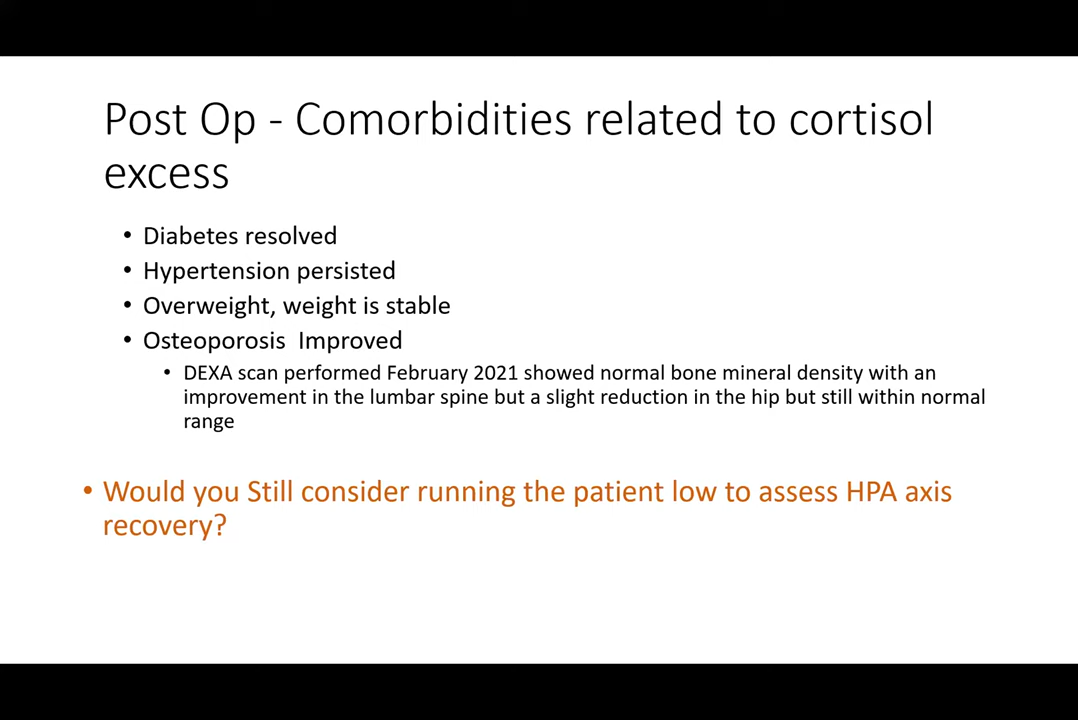 Post Op - Comorbidities related to cortisol
excess
• Diabetes resolved
• Hypertension persisted
• Overweight, weight is stable
• Osteoporosis  Improved
• DEXA scan performed February 2021 showed normal bone mineral density with an
improvement in the lumbar spine but a slight reduction in the hip but still within normal
range
• Would you Still consider running the patient low to assess HPA axis
recovery?